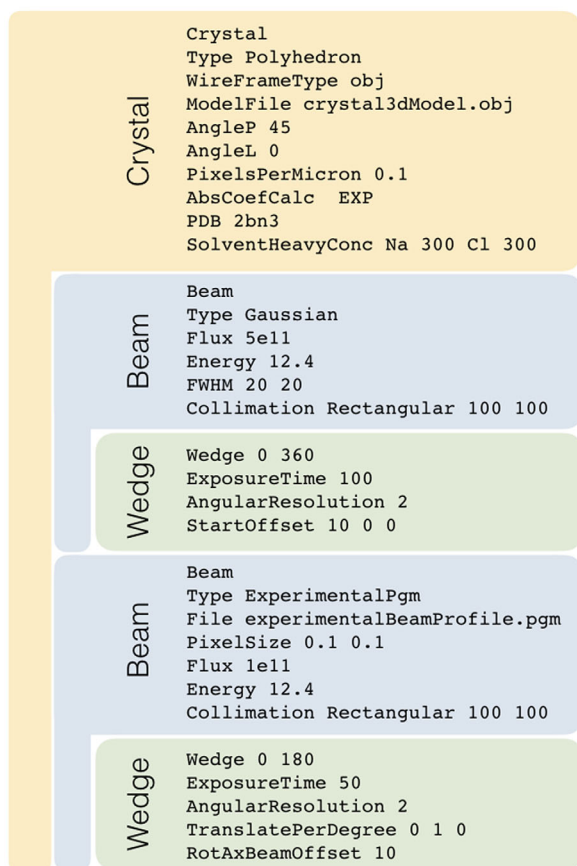 Crystal
Crystal
Type Polyhedron
WireFrameType obj
ModelFile crystal3dModel.obj
AngleP 45
AngleL 0
PixelsPerMicron 0.1
AbsCoefCalc  EXP
PDB 2bn3
SolventHeavyConc Na 300 Cl 300
Beam
Beam
Type Gaussian
Flux 5e11
Energy 12.4
FWHM 20 20
Collimation Rectangular 100 100
Wedge
Wedge 0 360
ExposureTime 100
AngularResolution 2
StartOffset 10 0 0
Beam
Beam
Type ExperimentalPgm
File experimentalBeamProfile.pgm
PixelSize 0.1 0.1
Flux 1e11
Energy 12.4
Collimation Rectangular 100 100
Wedge
Wedge 0 180
ExposureTime 50
AngularResolution 2
TranslatePerDegree 0 1 0
RotAxBeamOffset 10